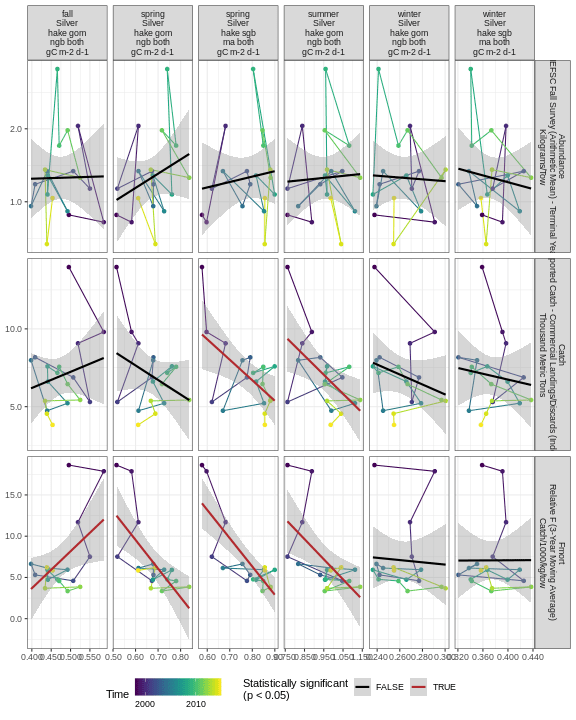 fall
Silver
hake gom
ngb both
gC m-2 d-1
spring
Silver
hake gom
ngb both
gC m-2 d-1
spring
Silver
hake sgb
ma both
gC m-2 d-1
summer
Silver
hake gom
ngb both
gC m-2 d-1
winter
Silver
hake gom
ngb both
gC m-2 d-1
winter
Silver
hake sgb
ma both
gC m-2 d-1
2.0
1.0
Abundance
EFSC Fall Survey (Arithmetic Mean) - Terminal Ye
Kilograms/Tow
10.0
5.0
Catch
ported Catch - Commercial Landings/Discards (Ind
Thousand Metric Tons
15.0
10.0
5.0
0.0
Fmort
Relative F (3-Year Moving Average)
Catch/1000/kg/tow
0.400 0.450 0.500 0.550 0.50 0.60 0.70 0.80 0.60 0.70 0.80 0.90 0.750 0.850 0.950 1.050 1.150 0.240 0.260 0.280 0.300 0.320 0.360 0.400 0.440
Time
2000 2010
Statistically significant
(p < 0.05)
FALSE TRUE